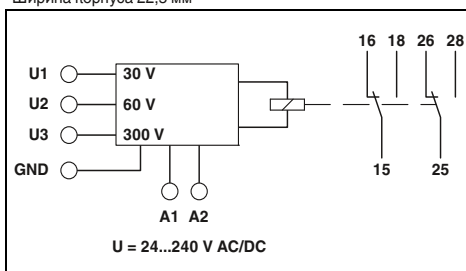 Ширина корпуса 22,5 мм
16 18 26 28
U1 30 V
U2 60 V
U3 300 V
GND
15 25
A1 A2
U = 24...240 V AC/DC